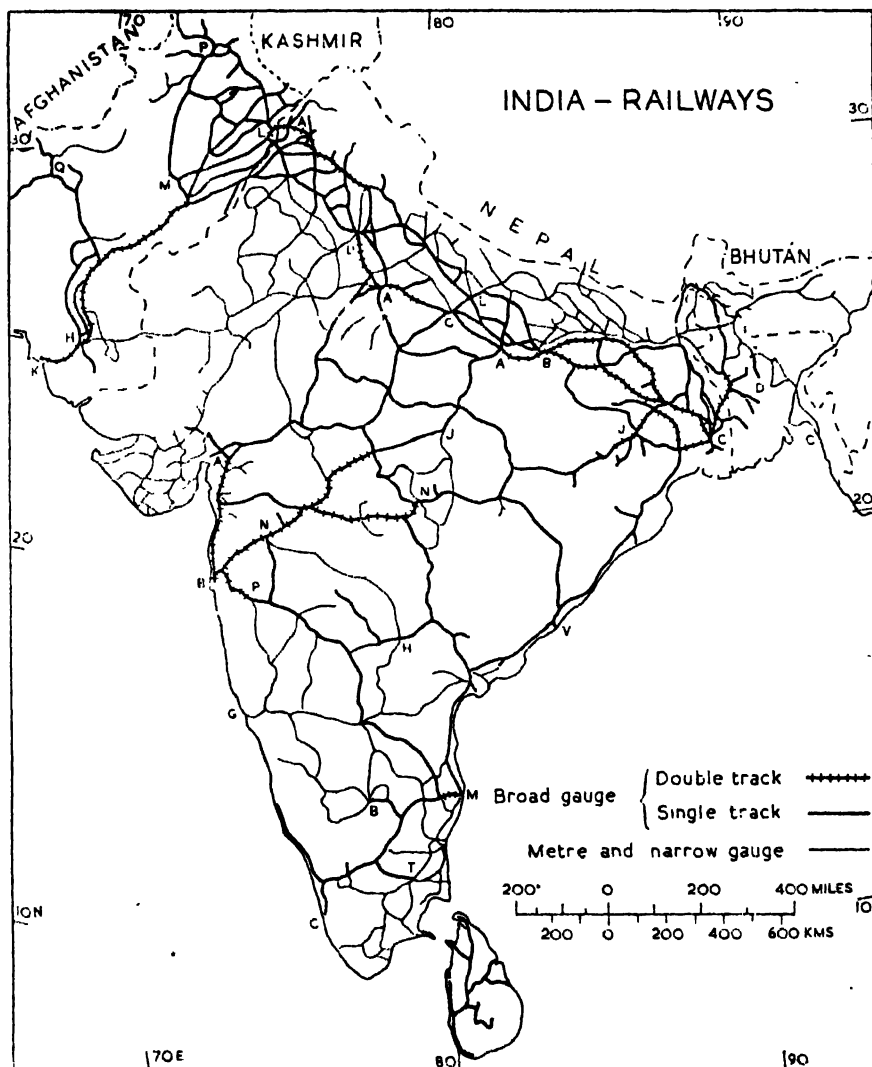 70
80
90
P
KASHMIR
AFGHANISTAN
INDIA – RAILWAYS
30
30
L
A
Q
M
NEPAL
BHUTAN
A
L
C
H
K
A
B
D
J
J
C
C
A
N
N
20
20
B
P
H
V
G
Broad gauge
Double track
Single track
M
B
Metre and narrow gauge
T
200 0 200 400 MILES
10N
10
C
200 0 200 400 600 KMS
70E
80
90